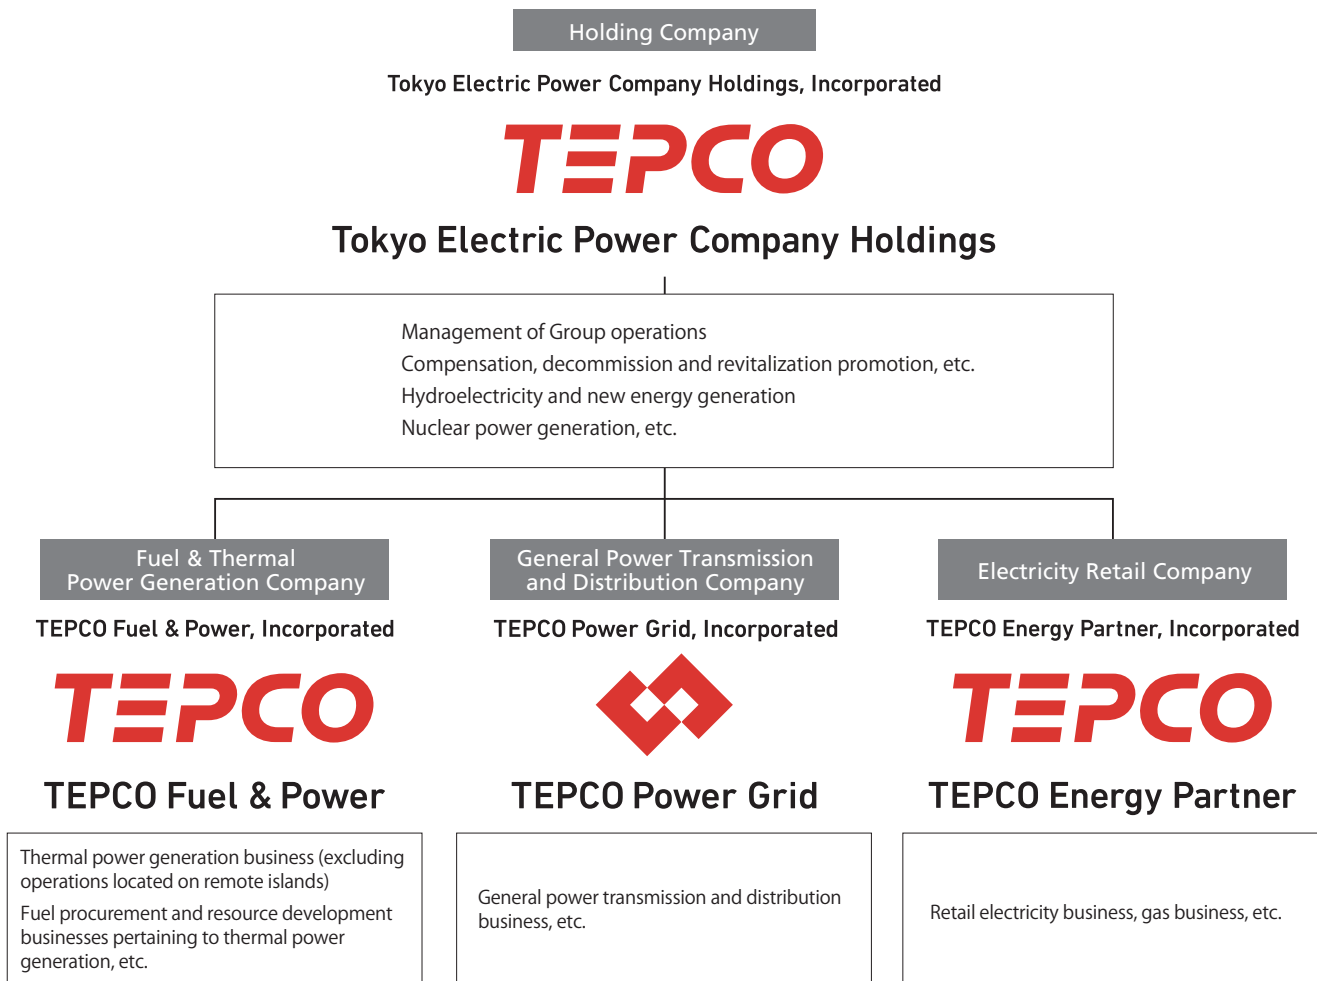 Holding Company
Tokyo Electric Power Company Holdings, Incorporated
TEPCO
Tokyo Electric Power Company Holdings
Management of Group operations
Compensation, decommission and revitalization promotion, etc.
Hydroelectricity and new energy generation
Nuclear power generation, etc.
Fuel & Thermal
Power Generation Company
TEPCO Fuel & Power, Incorporated
TEPCO
TEPCO Fuel & Power
Thermal power generation business (excluding
operations located on remote islands)
Fuel procurement and resource development
businesses pertaining to thermal power
generation, etc.
General Power Transmission
and Distribution Company
TEPCO Power Grid, Incorporated
TEPCO Power Grid
General power transmission and distribution
business, etc.
Electricity Retail Company
TEPCO Energy Partner, Incorporated
TEPCO
TEPCO Energy Partner
Retail electricity business, gas business, etc.